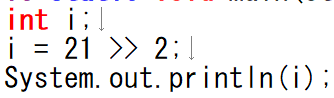 int i;↓
i = 21 >> 2;↓
System.out.println(i);